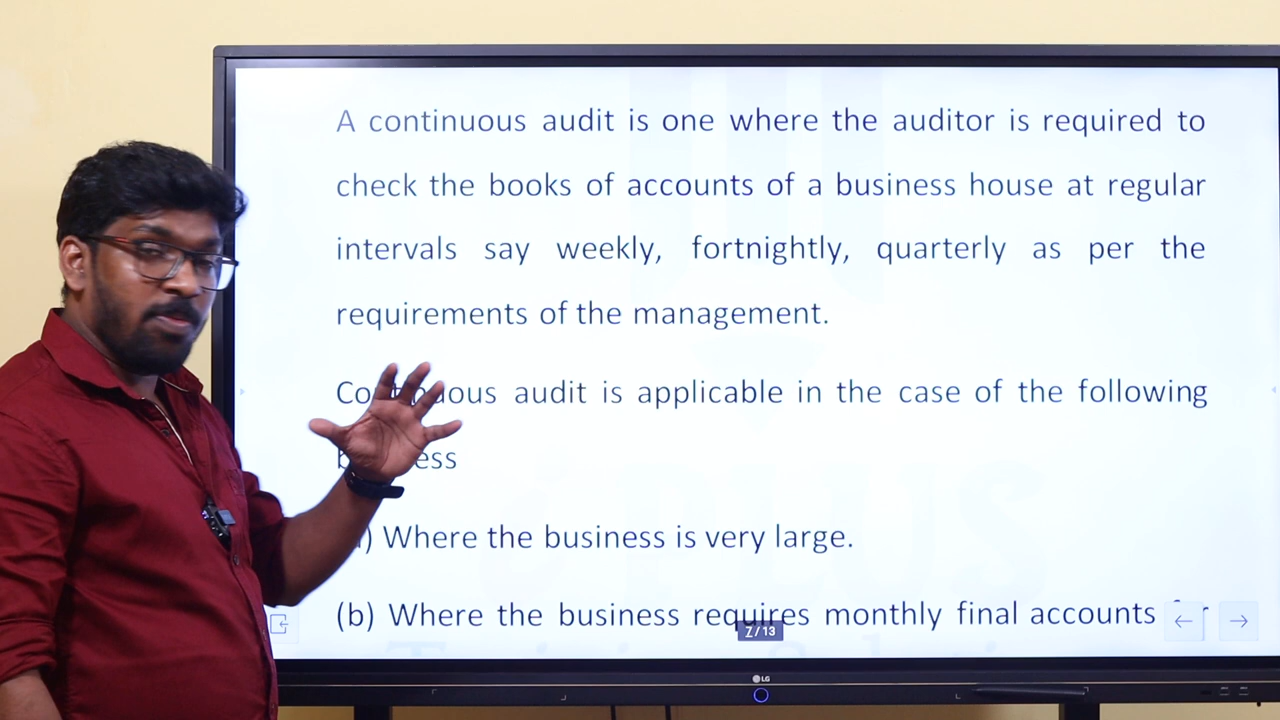 A continuous audit is one where the auditor is required to
check the books of accounts of a business house at regular
intervals say weekly, fortnightly, quarterly as per the
requirements of the management.
audit is applicable in the case of the following
(a) Where the business is very large.
(b) Where the business requires monthly final accounts
7/13
LG